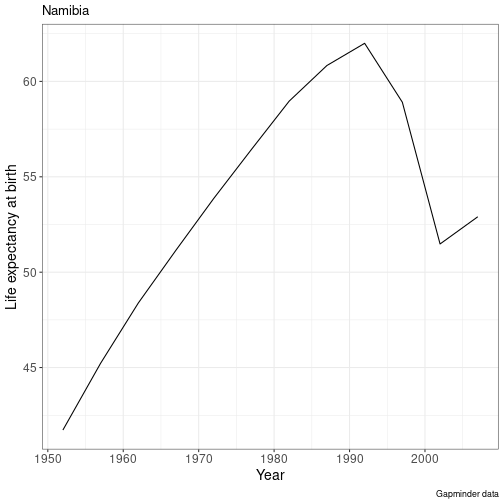 Namibia
Life expectancy at birth
60
55
50
45
1950 1960 1970 1980 1990 2000
Year
Gapminder data